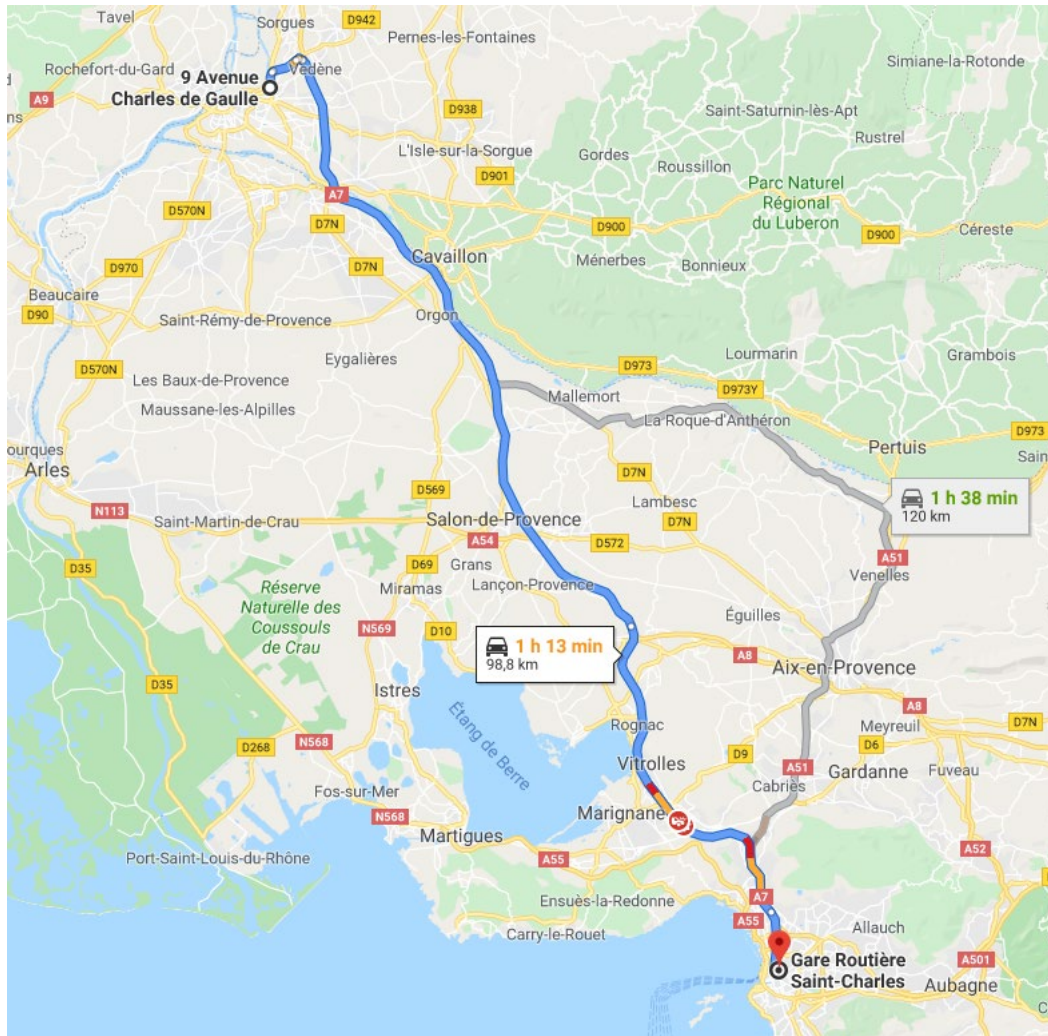 Tavel
Sorgues
D942
Pernes-les-Fontaines
Simiane-la-Rotonde
Rochefort-du-Gard
9 Avenue
Charles de Gaulle
Vedène
A9
D938
Saint-Saturnin-lès-Apt
Rustrel
L'Isle-sur-la-Sorgue
Gordes
Roussillon
D901
A7
Parc Naturel
Régional
du Luberon
D570N
D7N
D900
D900
Céreste
D970
D7N
Cavaillon
Ménerbes
Bonnieux
Beaucaire
D90
Saint-Rémy-de-Provence
Orgon
Eygalières
Lourmarin
Grambois
D570N
Les Baux-de-Provence
D973
D973Y
Maussane-les-Alpilles
Mallemort
La Roque-d'Anthéron
D973
Pertuis
ourques
Arles
D7N
D569
Lambesc
1 h 38 min
120 km
N113
Saint-Martin-de-Crau
Salon-de-Provence
D7N
A54
D572
D35
Grans
D69
A51
Venelles
Réserve
Naturelle des
Coussouls
de Crau
Miramas
Lançon-Provence
Éguilles
N569
D10
1 h 13 min
98,8 km
A8
Aix-en-Provence
D35
Istres
Étang de Berre
A8
Rognac
Meyreuil
D7N
D268
N568
D9
D6
Vitrolles
A51
Gardanne
Fuveau
Fos-sur-Mer
Cabriès
N568
Martigues
Marignane
A52
Port-Saint-Louis-du-Rhône
A55
Ensuès-la-Redonne
A7
A55
Carry-le-Rouet
Allauch
Gare Routière
Saint-Charles
A501
Aubagne